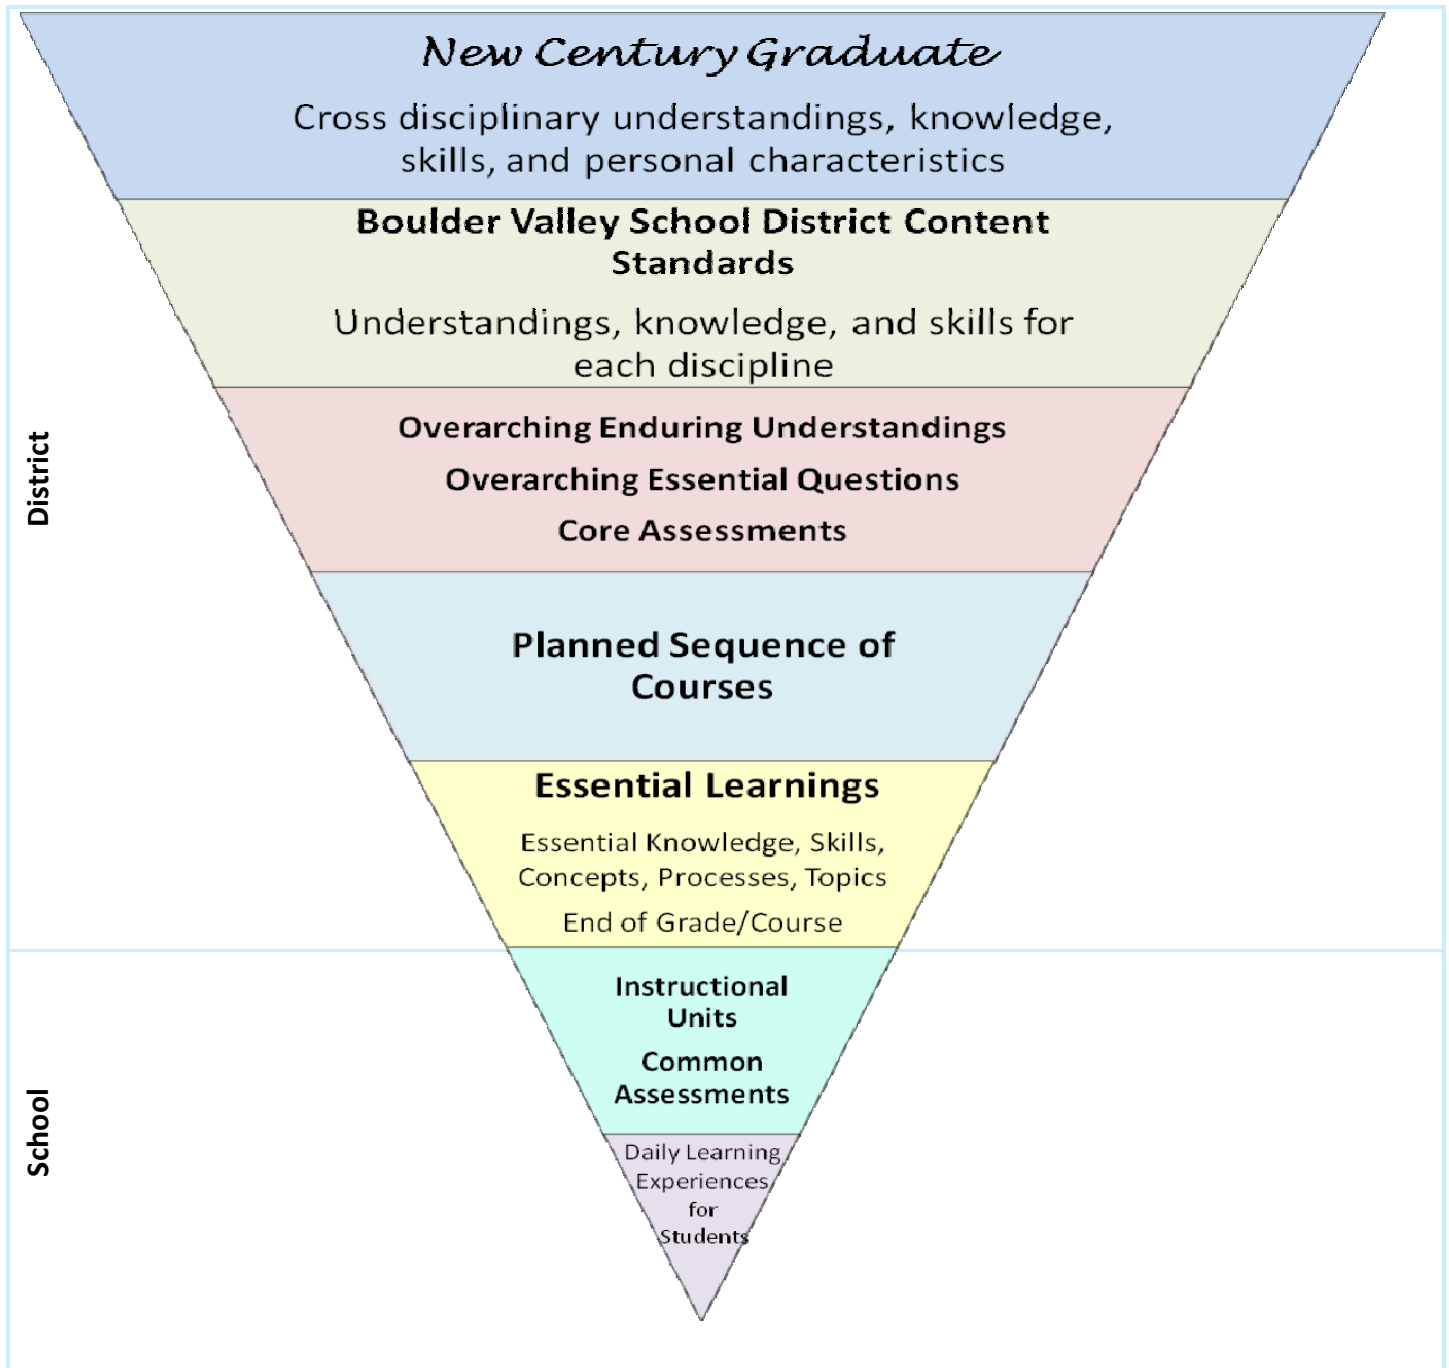 New Century Graduate
Cross disciplinary understandings, knowledge,
skills, and personal characteristics
Boulder Valley School District Content
Standards
Understandings, knowledge, and skills for
each discipline
District
Overarching Enduring Understandings
Overarching Essential Questions
Core Assessments
Planned Sequence of
Courses
Essential Learnings
Essential Knowledge, Skills,
Concepts, Processes, Topics
End of Grade/Course
School
Instructional
Units
Common
Assessments
Daily Learning
Experiences
for
Students